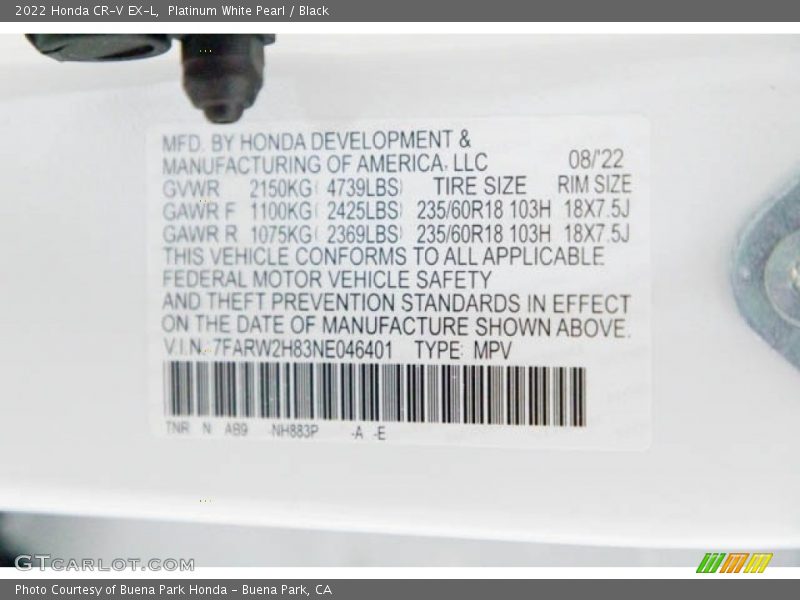 2022 Honda CR-V EX-L, Platinum White Pearl / Black
MFD. BY HONDA DEVELOPMENT &
MANUFACTURING OF AMERICA, LLC 08/'22
GVWR 2150KG( 4739LBS) TIRE SIZE RIM SIZE
GAWR F 1100KG( 2425LBS) 235/60R18 103H 18X7.5J
GAWR R 1075KG( 2369LBS) 235/60R18 103H 18X7.5J
THIS VEHICLE CONFORMS TO ALL APPLICABLE
FEDERAL MOTOR VEHICLE SAFETY
AND THEFT PREVENTION STANDARDS IN EFFECT
ON THE DATE OF MANUFACTURE SHOWN ABOVE.
V.I.N.: 7FARW2H83NE046401 TYPE: MPV
TNR N AB9 -NH883P -A -E
GTCARLOT.COM
Photo Courtesy of Buena Park Honda - Buena Park, CA